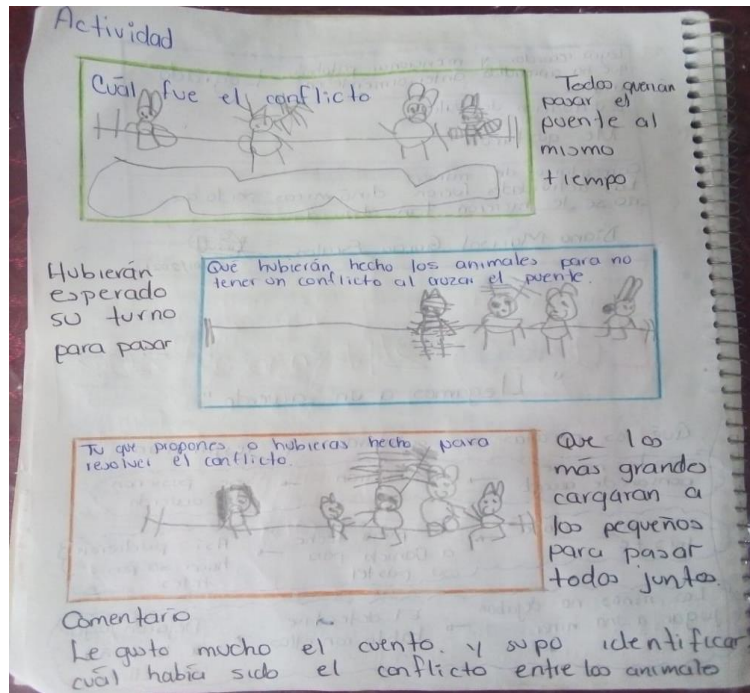 Actividad
Cuál fue el conflicto
Todos querian
pasar el
puente al
mismo
tiempo
Hubierán
esperado
su turno
para pasar
Qué hubierán hecho los animales para no
tener un conflicto al cruzar el puente.
Tu que propones o hubieras hecho para
resolver el conflicto.
Que los
más grandes
cargaran a
los pequeños
para pasar
todos juntos.
Comentario
Le gusto mucho el cuento. y supo identificar
cuál había sido el conflicto entre los animales